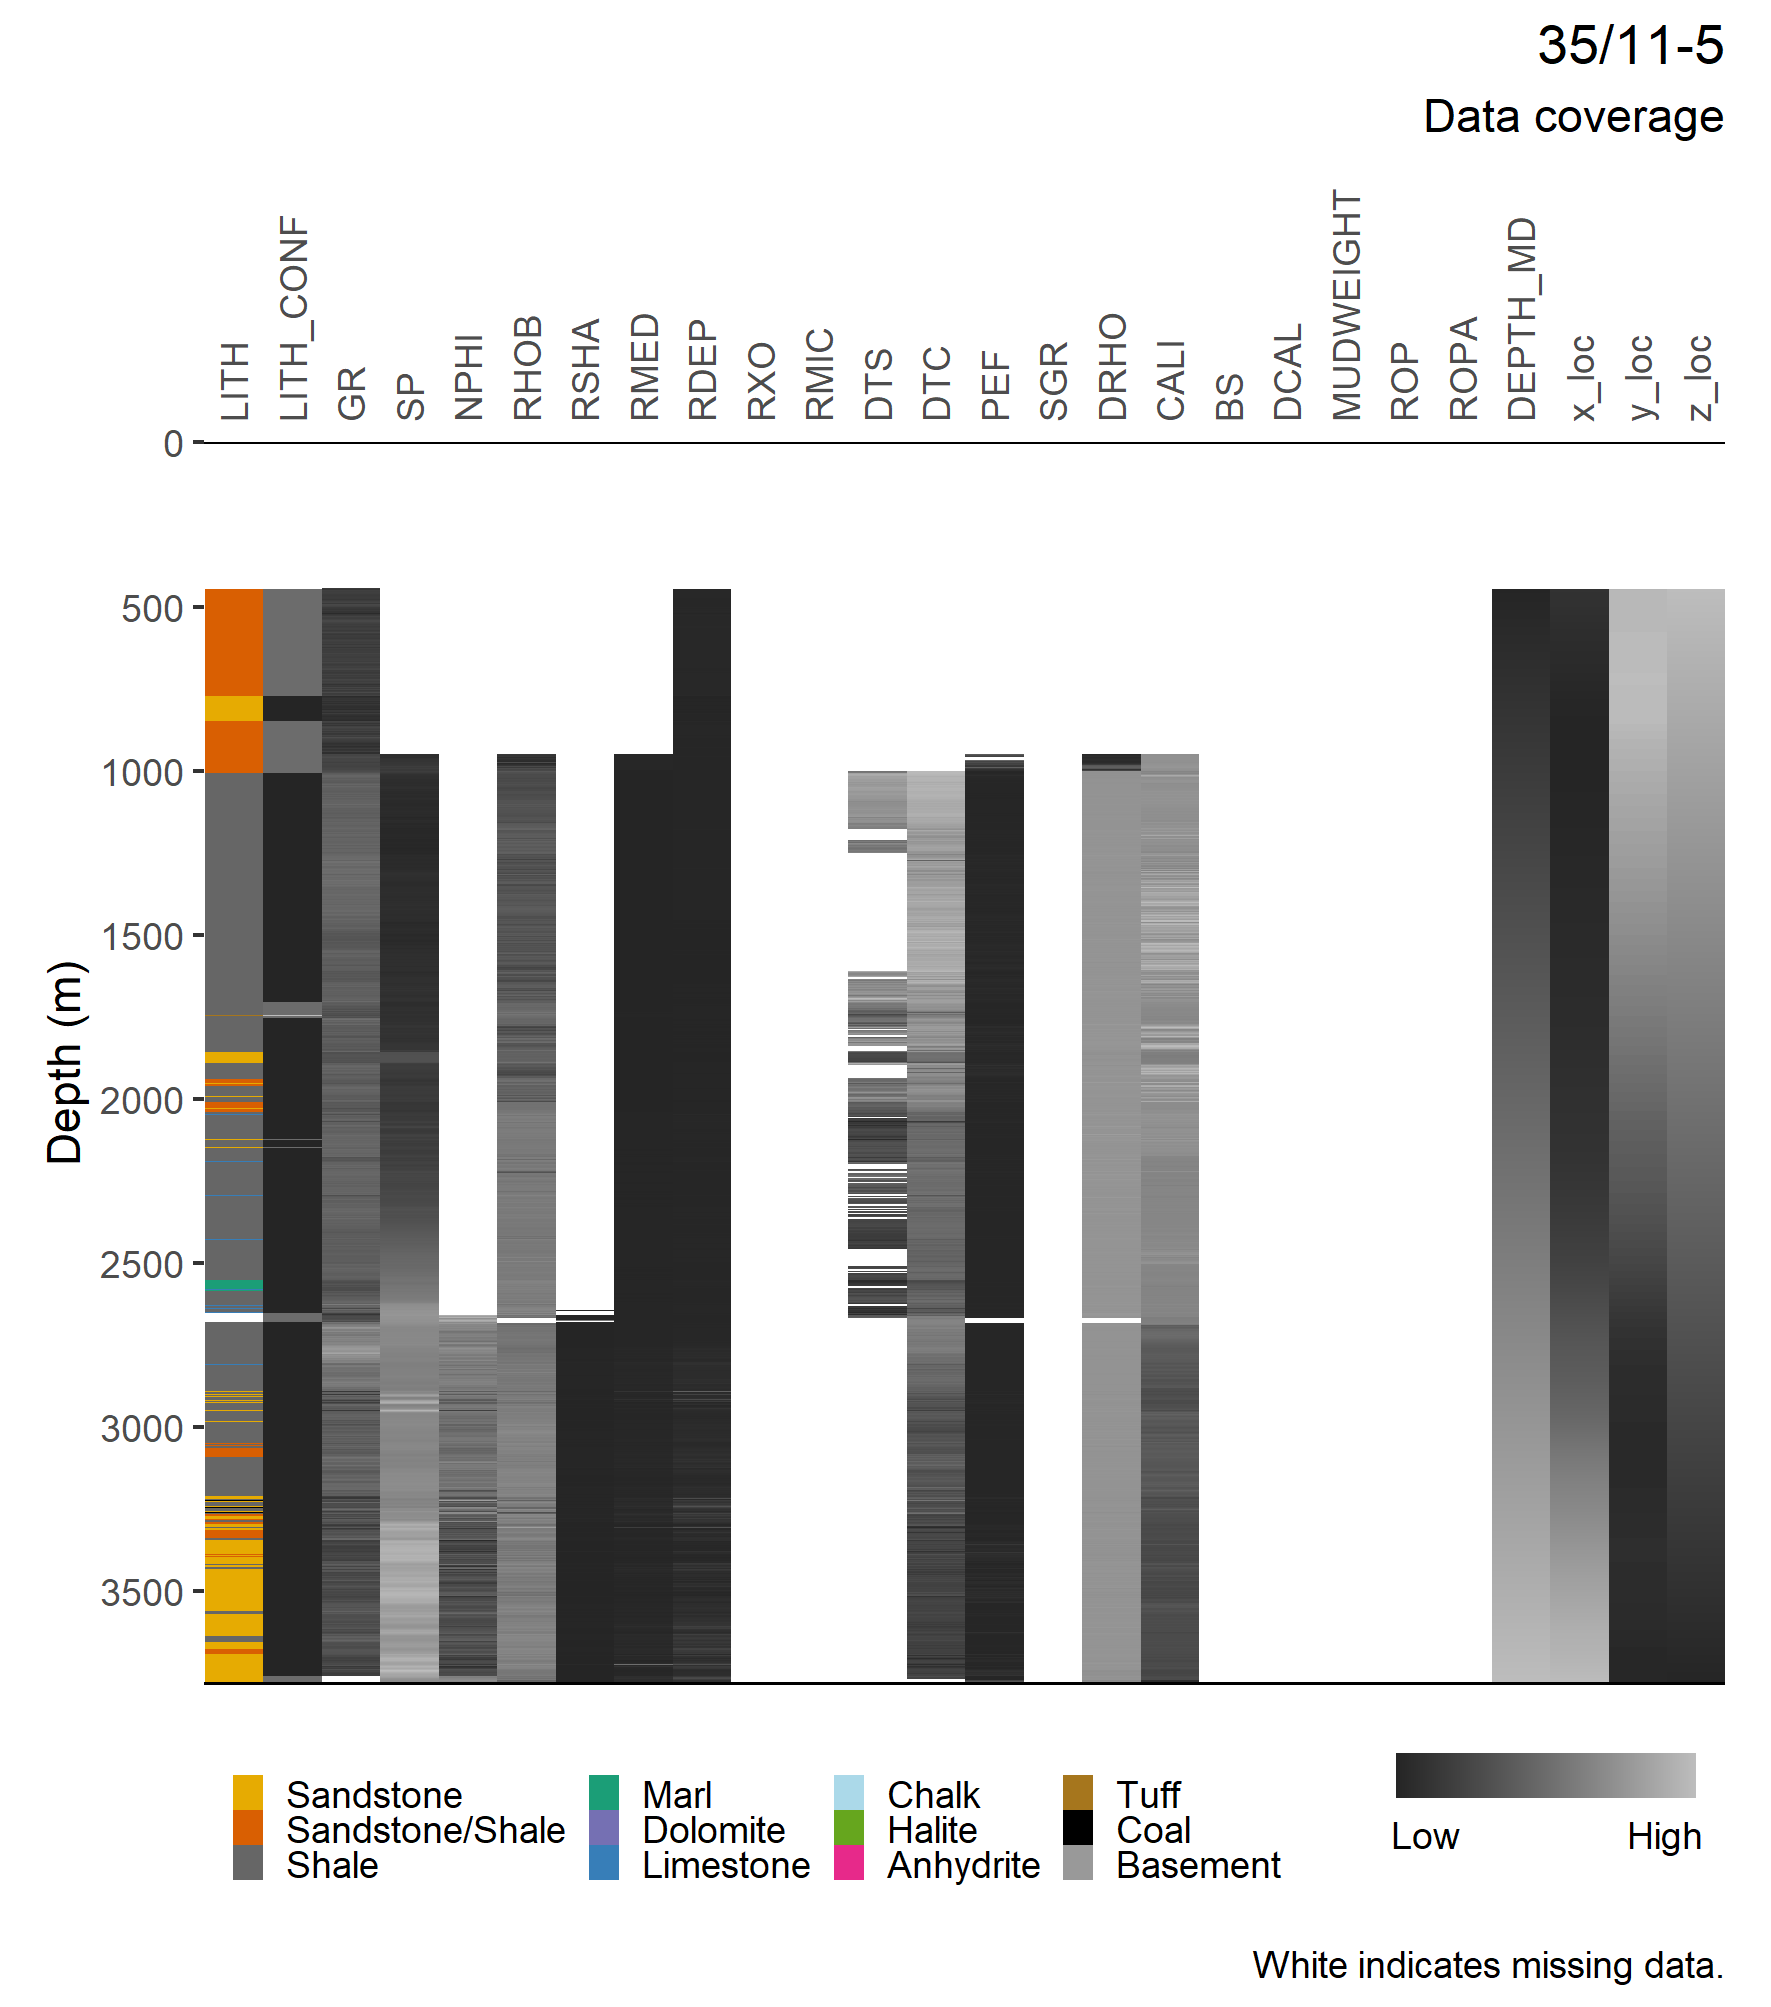 35/11-5
Data coverage
LITH
LITH_CONF
GR
SP
NPHI
RHOB
RSHA
RMED
RDEP
RXO
RMIC
DTS
DTC
PEF
SGR
DRHO
CALI
BS
DCAL
MUDWEIGHT
ROP
ROPA
DEPTH_MD
x_loc
y_loc
z_loc
Depth (m)
0
500
1000
1500
2000
2500
3000
3500
Sandstone
Sandstone/Shale
Shale
Marl
Dolomite
Limestone
Chalk
Halite
Anhydrite
Tuff
Coal
Basement
Low High
White indicates missing data.